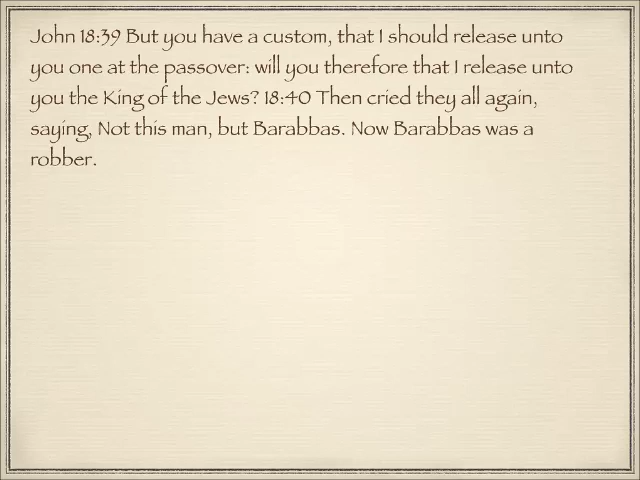 John 18:39 But you have a custom, that I should release unto
you one at the passover: will you therefore that I release unto
you the King of the Jews? 18:40 Then cried they all again,
saying, Not this man, but Barabbas. Now Barabbas was a
robber.